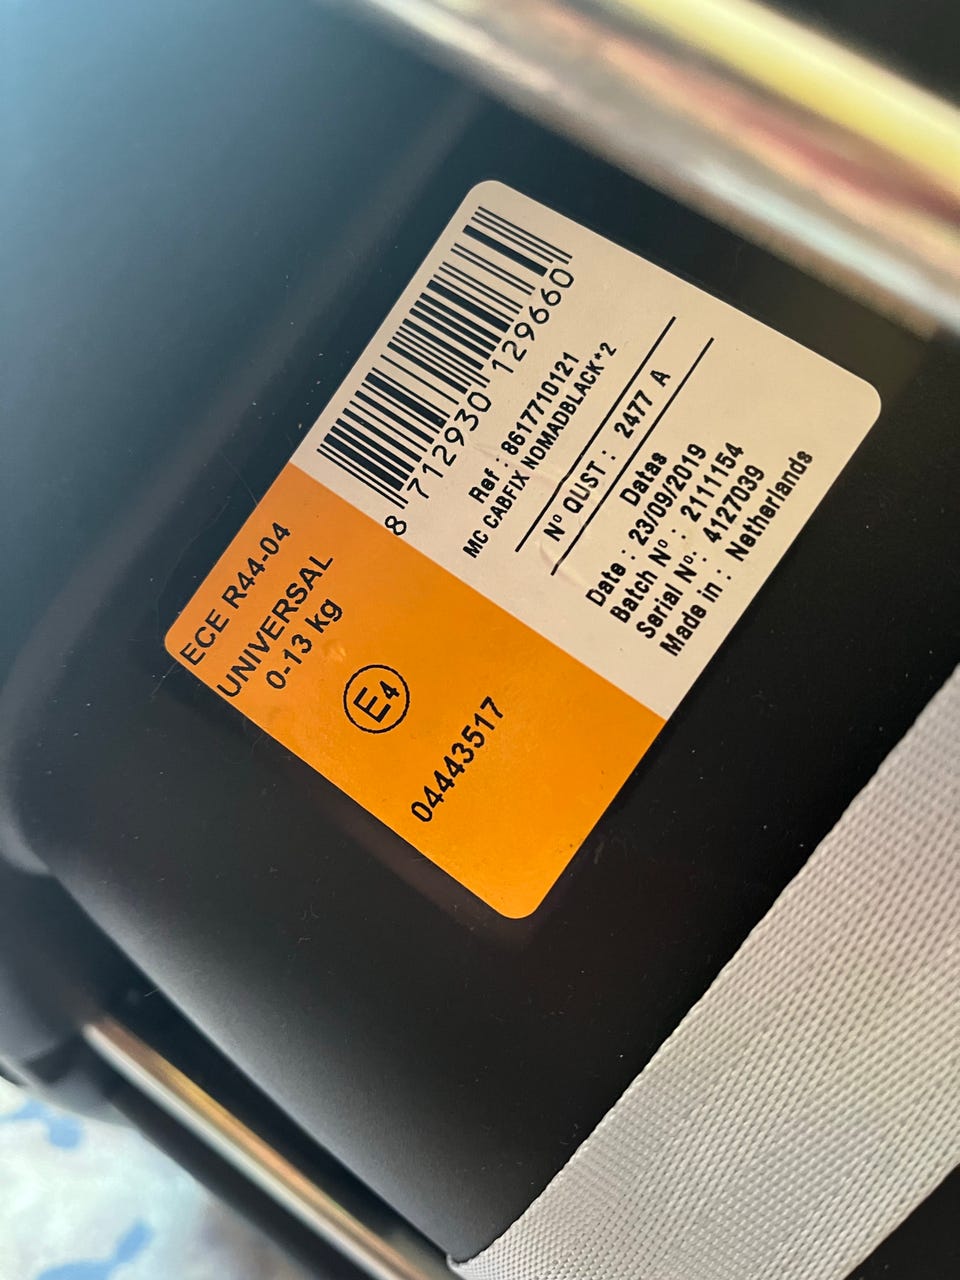 ECE R44-04
UNIVERSAL
0-13 kg
E4
04443517
8 712930 129660
Ref : 8617710121
MC CABFIX NOMADBLACK*2
Nº QUST : 2477 A
Datas
Date : 23/09/2019
Batch Nº : 2111154
Serial Nº. 4127039
Made in : Netherlands